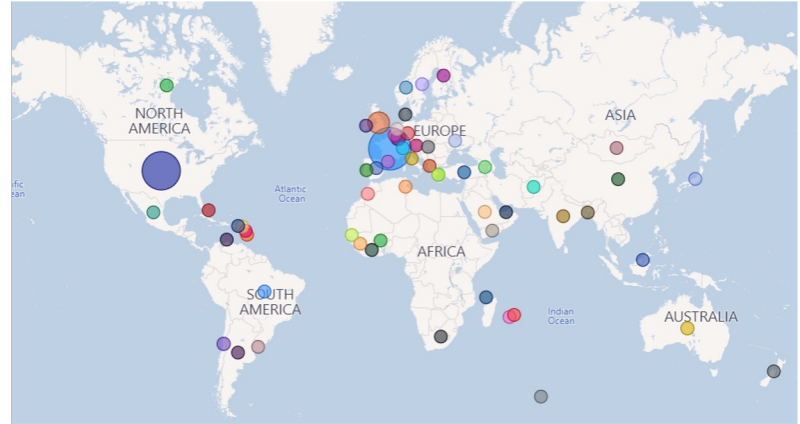 NORTH
AMERICA
EUROPE
ASIA
Atlantic
Ocean
AFRICA
SOUTH
AMERICA
Indian
Ocean
AUSTRALIA